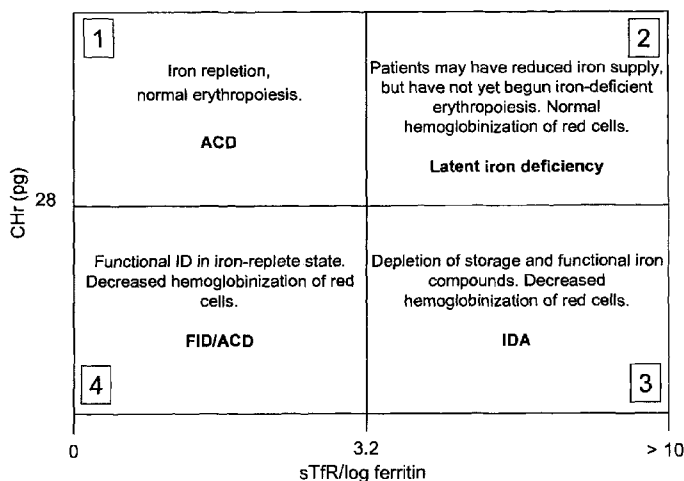 1
Iron repletion,
normal erythropoiesis.
ACD
2
Patients may have reduced iron supply,
but have not yet begun iron-deficient
erythropoiesis. Normal
hemoglobinization of red cells.
Latent iron deficiency
CHr (pg)
28
Functional ID in iron-replete state.
Decreased hemoglobinization of red
cells.
FID/ACD
4
Depletion of storage and functional iron
compounds. Decreased
hemoglobinization of red cells.
IDA
3
0
3.2
> 10
sTfR/log ferritin